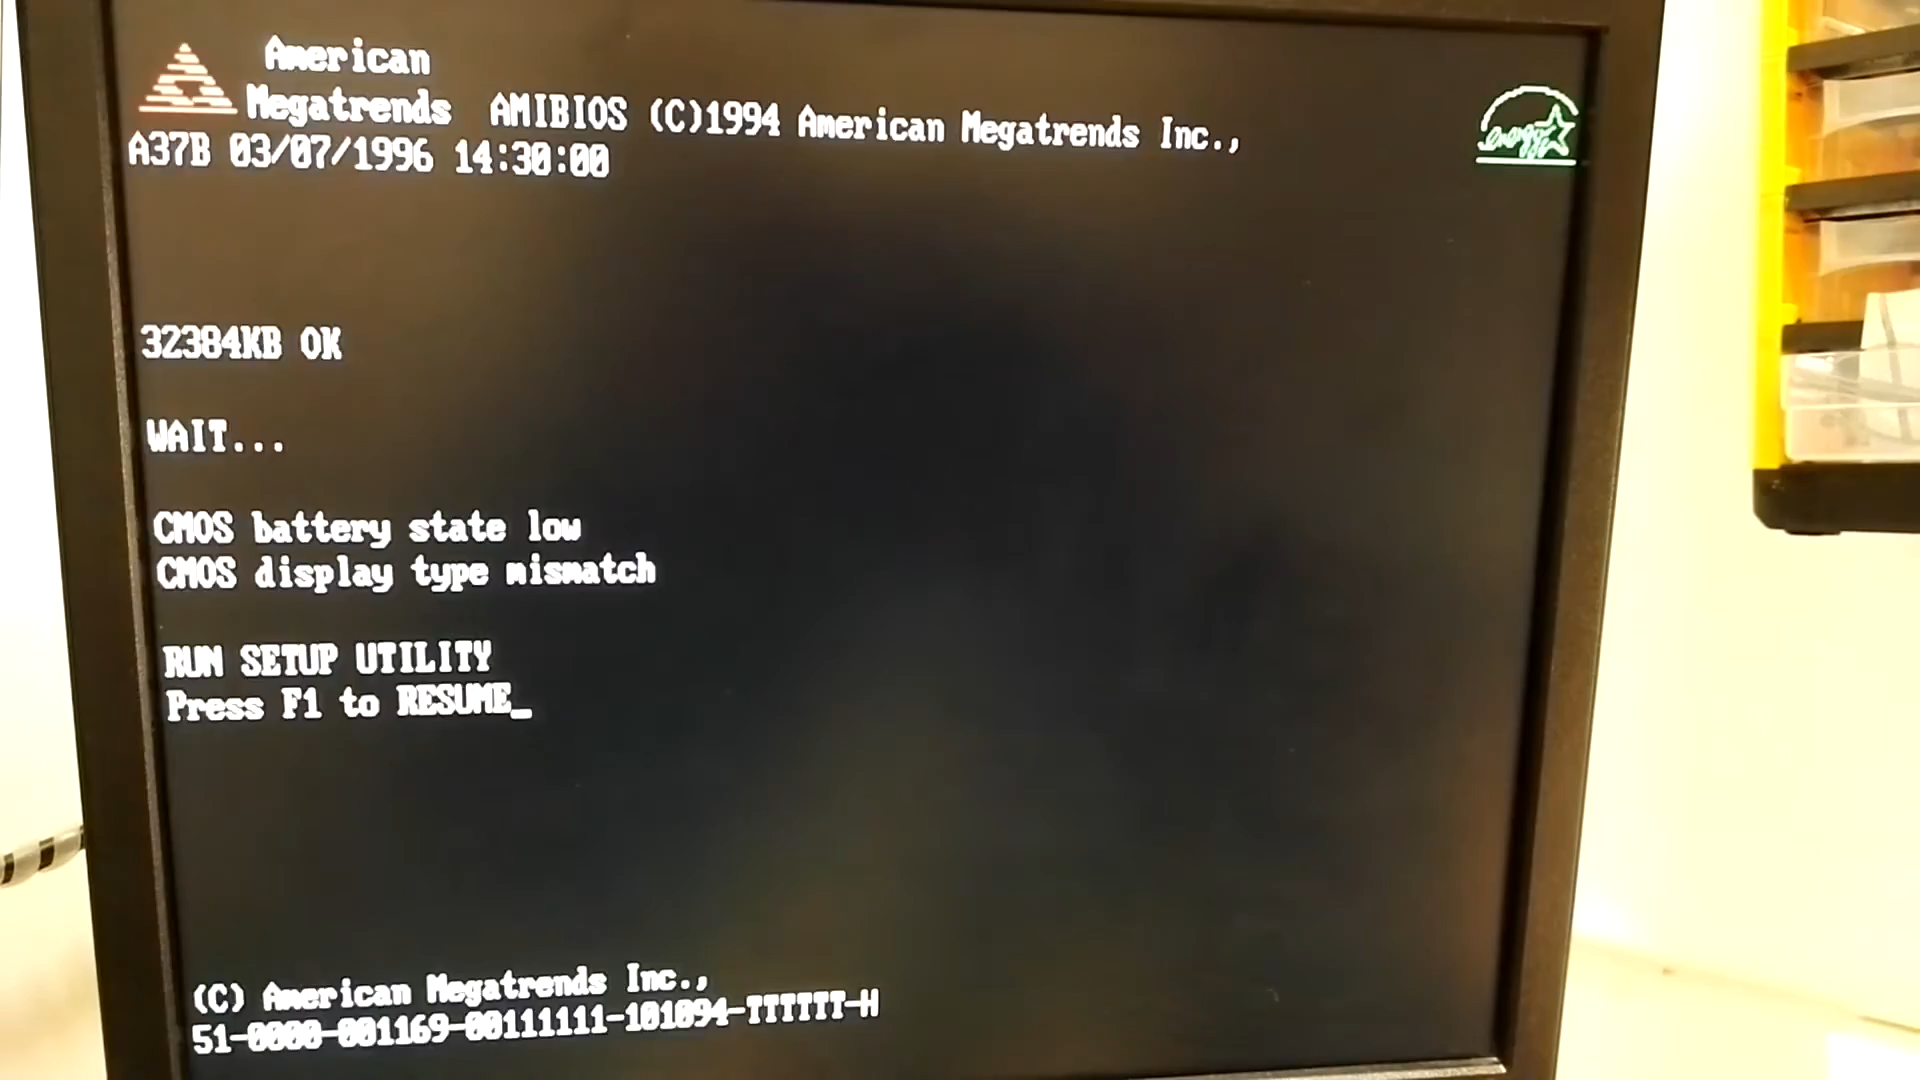 American
Megatrends AMIBIOS (C)1994 American Megatrends Inc.,
A37B 03/07/1996 14:30:00
energy
32384KB OK
WAIT...
CMOS battery state low
CMOS display type mismatch
RUN SETUP UTILITY
Press F1 to RESUME_
(C) American Megatrends Inc.,
51-0000-001169-00111111-101094-TTTTTT-H